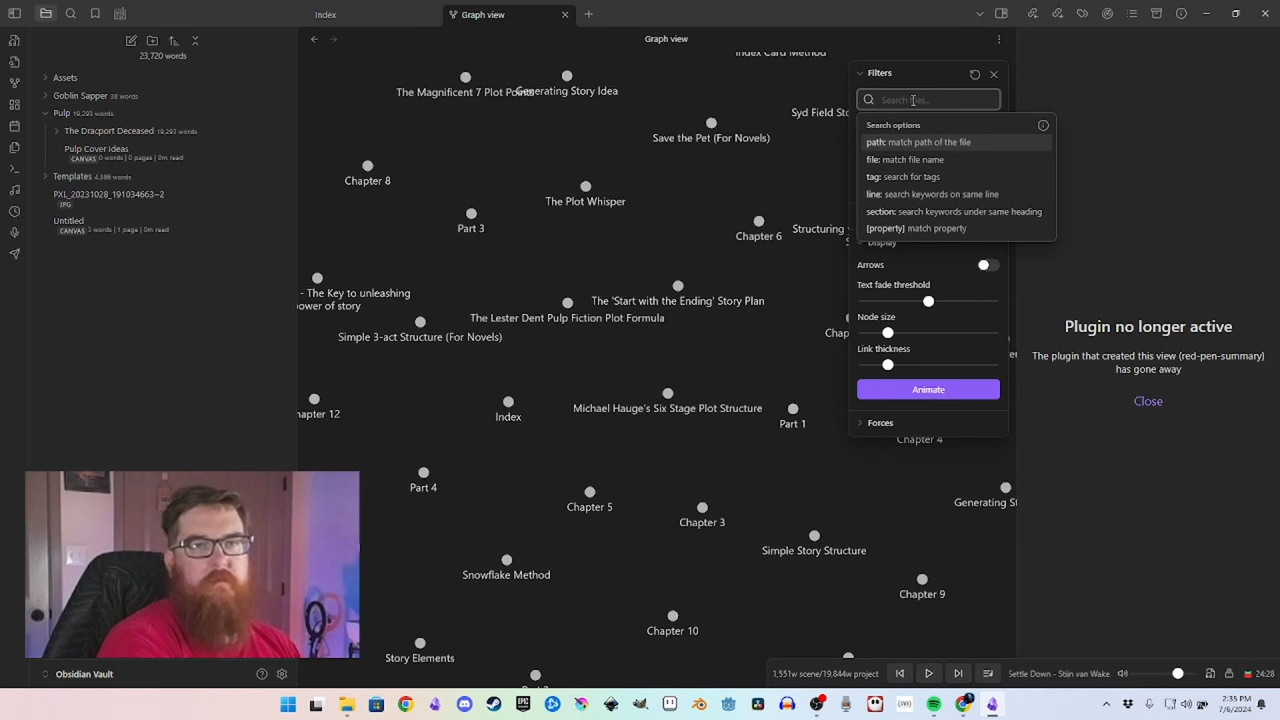 Index
Graph view
Graph view
23,720 words
Assets
Goblin Sapper 38 words
Pulp 19,293 words
The Dracport Deceased 19,293 words
Pulp Cover Ideas
CANVAS 0 words | 0 pages | 0m read
Templates 4,386 words
PXL_20231028_191034663~2
JPG
Untitled
CANVAS 3 words | 1 page | 0m read
Obsidian Vault
Index Card Method
The Magnificent 7 Plot Points
Generating Story Idea
Syd Field Sto
Save the Pet (For Novels)
Chapter 8
The Plot Whisper
Part 3
Chapter 6
Structuring
- The Key to unleashing
power of story
The 'Start with the Ending' Story Plan
The Lester Dent Pulp Fiction Plot Formula
Simple 3-act Structure (For Novels)
Chap
hapter 12
Index
Michael Hauge's Six Stage Plot Structure
Part 1
Chapter 4
Part 4
Chapter 5
Chapter 3
Generating St
Simple Story Structure
Snowflake Method
Chapter 9
Chapter 10
Story Elements
Filters
Search files...
Search options
path: match path of the file
file: match file name
tag: search for tags
line: search keywords on same line
section: search keywords under same heading
[property] match property
Display
Arrows
Text fade threshold
Node size
Link thickness
Animate
Forces
Plugin no longer active
The plugin that created this view (red-pen-summary)
has gone away
Close
1,551w scene/19,844w project
Settle Down - Stijn van Wake
24:28
2:35 PM
7/6/2024